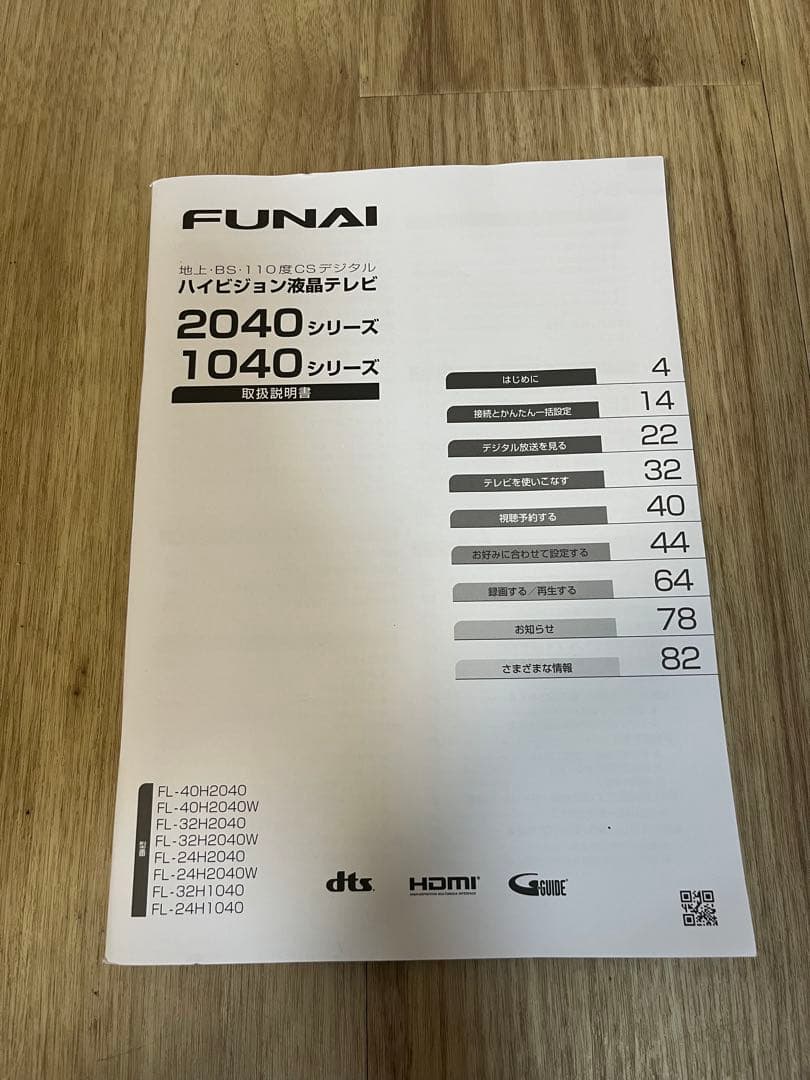 FUNAI
地上・BS・110度CSデジタル
ハイビジョン液晶テレビ
2040シリーズ
1040シリーズ
取扱説明書
はじめに 4
接続とかんたん一括設定 14
デジタル放送を見る 22
テレビを使いこなす 32
視聴予約する 40
お好みに合わせて設定する 44
録画する／再生する 64
お知らせ 78
さまざまな情報 82
型番
FL-40H2040
FL-40H2040W
FL-32H2040
FL-32H2040W
FL-24H2040
FL-24H2040W
FL-32H1040
FL-24H1040
dts
HDMI
HIGH-DEFINITION MULTIMEDIA INTERFACE
G-GUIDE